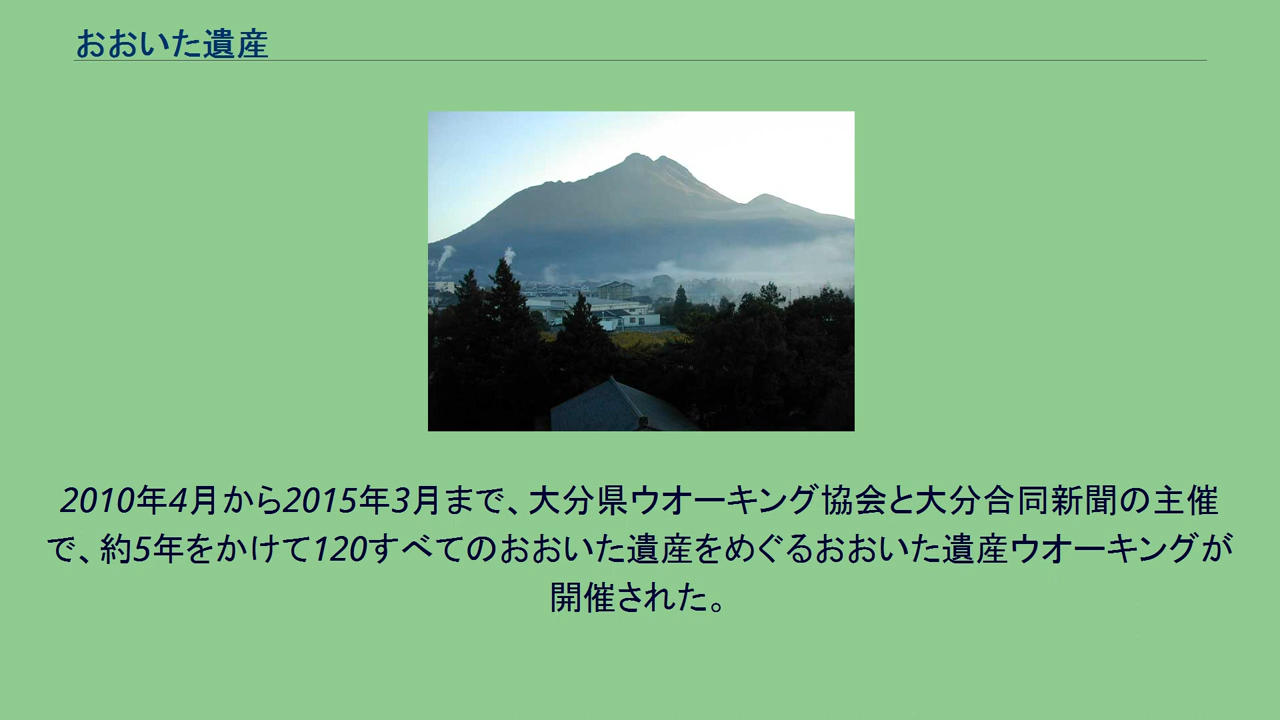 おおいた遺産
2010年4月から2015年3月まで、大分県ウオーキング協会と大分合同新聞の主催
で、約5年をかけて120すべてのおおいた遺産をめぐるおおいた遺産ウオーキングが
開催された。